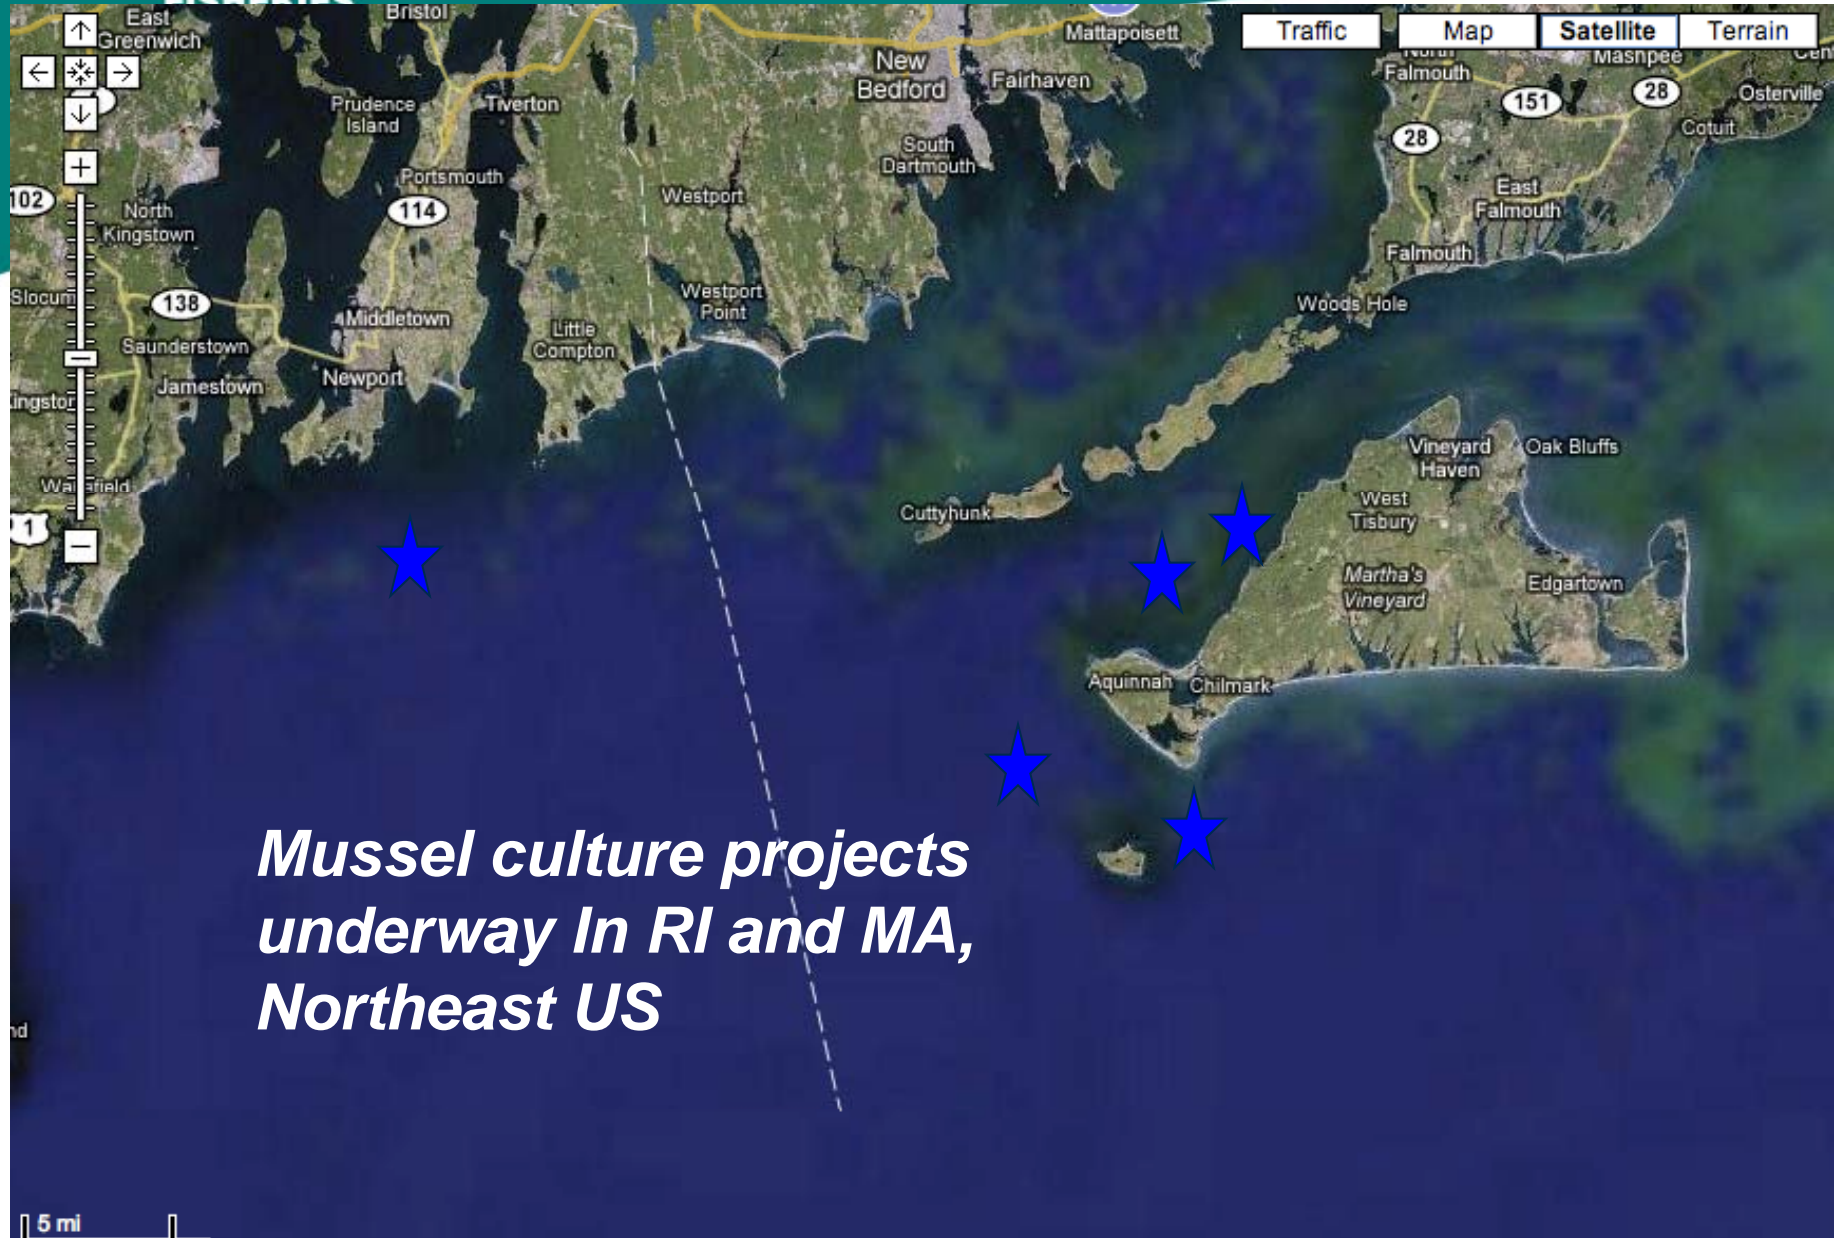 East
Greenwich
Bristol
Mattapoisett
Traffic
Map
Satellite
Terrain
New
Bedford
Fairhaven
North
Falmouth
Mashpee
151
28
Osterville
Prudence
Island
Tiverton
28
Cotuit
South
Dartmouth
Portsmouth
102
North
Kingstown
114
Westport
East
Falmouth
Falmouth
Slocum
138
Westport
Point
Woods Hole
Middletown
Little
Compton
Saunderstown
Jamestown
Newport
Vineyard
Haven
Oak Bluffs
Wakefield
1
Cuttyhunk
West
Tisbury
Martha's
Vineyard
Edgartown
Aquinnah
Chilmark
Mussel culture projects
underway In RI and MA,
Northeast US
5 mi